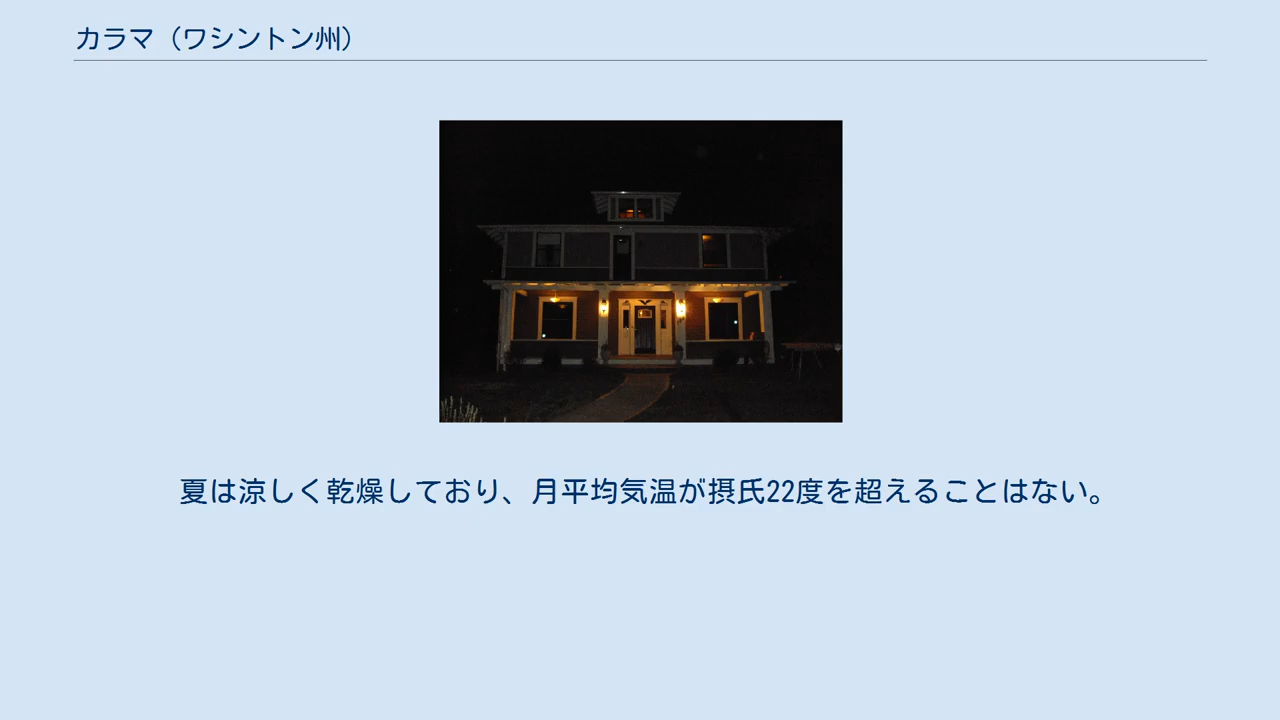 カラマ（ワシントン州）
夏は涼しく乾燥しており、月平均気温が摂氏22度を超えることはない。